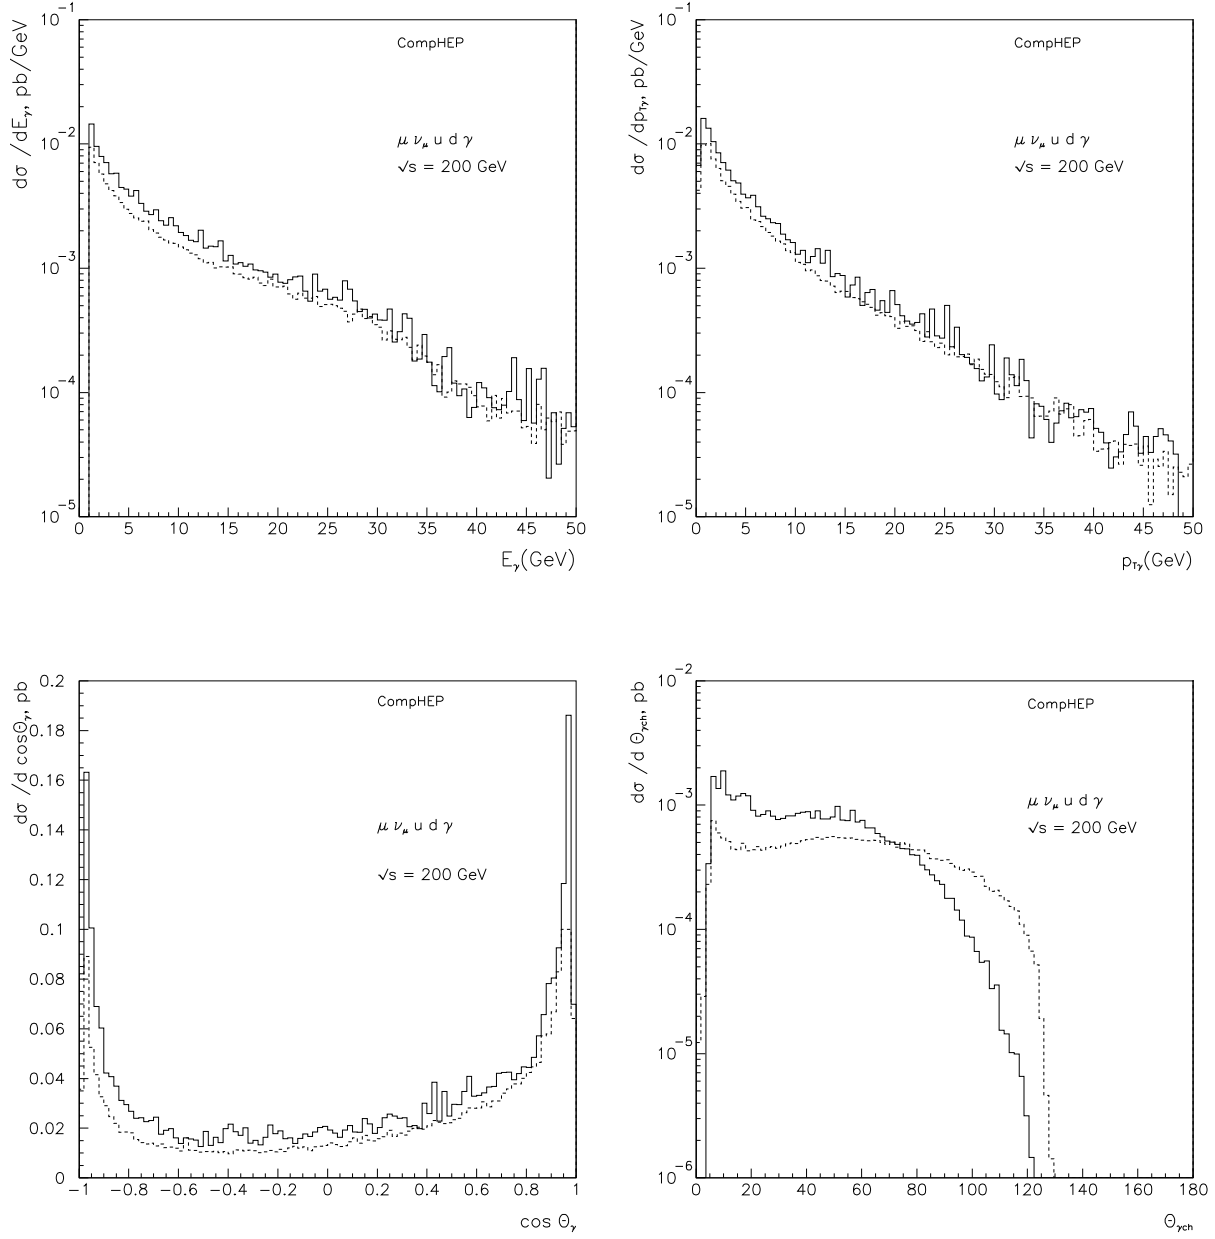 dσ / dE_γ, pb/GeV
10^-1
10^-2
10^-3
10^-4
10^-5
CompHEP
μ ν_μ u d γ
√s = 200 GeV
0 5 10 15 20 25 30 35 40 45 50
E_γ(GeV)
dσ / dp_Tγ, pb/GeV
10^-1
10^-2
10^-3
10^-4
10^-5
CompHEP
μ ν_μ u d γ
√s = 200 GeV
0 5 10 15 20 25 30 35 40 45 50
p_Tγ(GeV)
dσ / d cosΘ_γ, pb
0.2
0.18
0.16
0.14
0.12
0.1
0.08
0.06
0.04
0.02
0
CompHEP
μ ν_μ u d γ
√s = 200 GeV
−1 −0.8 −0.6 −0.4 −0.2 0 0.2 0.4 0.6 0.8 1
cos Θ_γ
dσ / d Θ_γch, pb
10^-2
10^-3
10^-4
10^-5
10^-6
CompHEP
μ ν_μ u d γ
√s = 200 GeV
0 20 40 60 80 100 120 140 160 180
Θ_γch